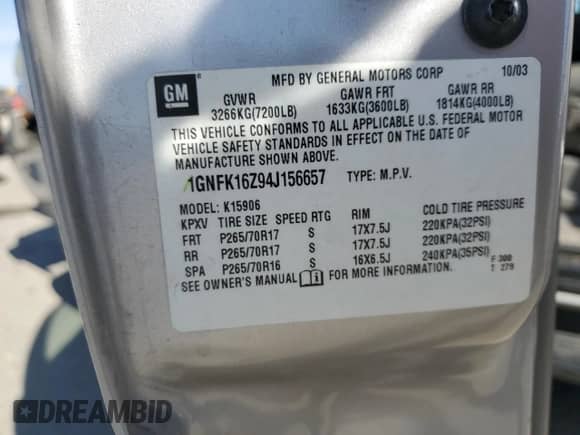 MFD BY GENERAL MOTORS CORP 10/03
GM
GVWR GAWR FRT GAWR RR
3266KG(7200LB) 1633KG(3600LB) 1814KG(4000LB)
THIS VEHICLE CONFORMS TO ALL APPLICABLE U.S. FEDERAL MOTOR
VEHICLE SAFETY STANDARDS IN EFFECT ON THE DATE OF
MANUFACTURE SHOWN ABOVE.
1GNFK16Z94J156657 TYPE: M.P.V.
MODEL: K15906
KPXV TIRE SIZE SPEED RTG RIM COLD TIRE PRESSURE
FRT P265/70R17 S 17X7.5J 220KPA(32PSI)
RR P265/70R17 S 17X7.5J 220KPA(32PSI)
SPA P265/70R16 S 16X6.5J 240KPA(35PSI)
SEE OWNER'S MANUAL FOR MORE INFORMATION.
F 300
T 279
DREAMBID